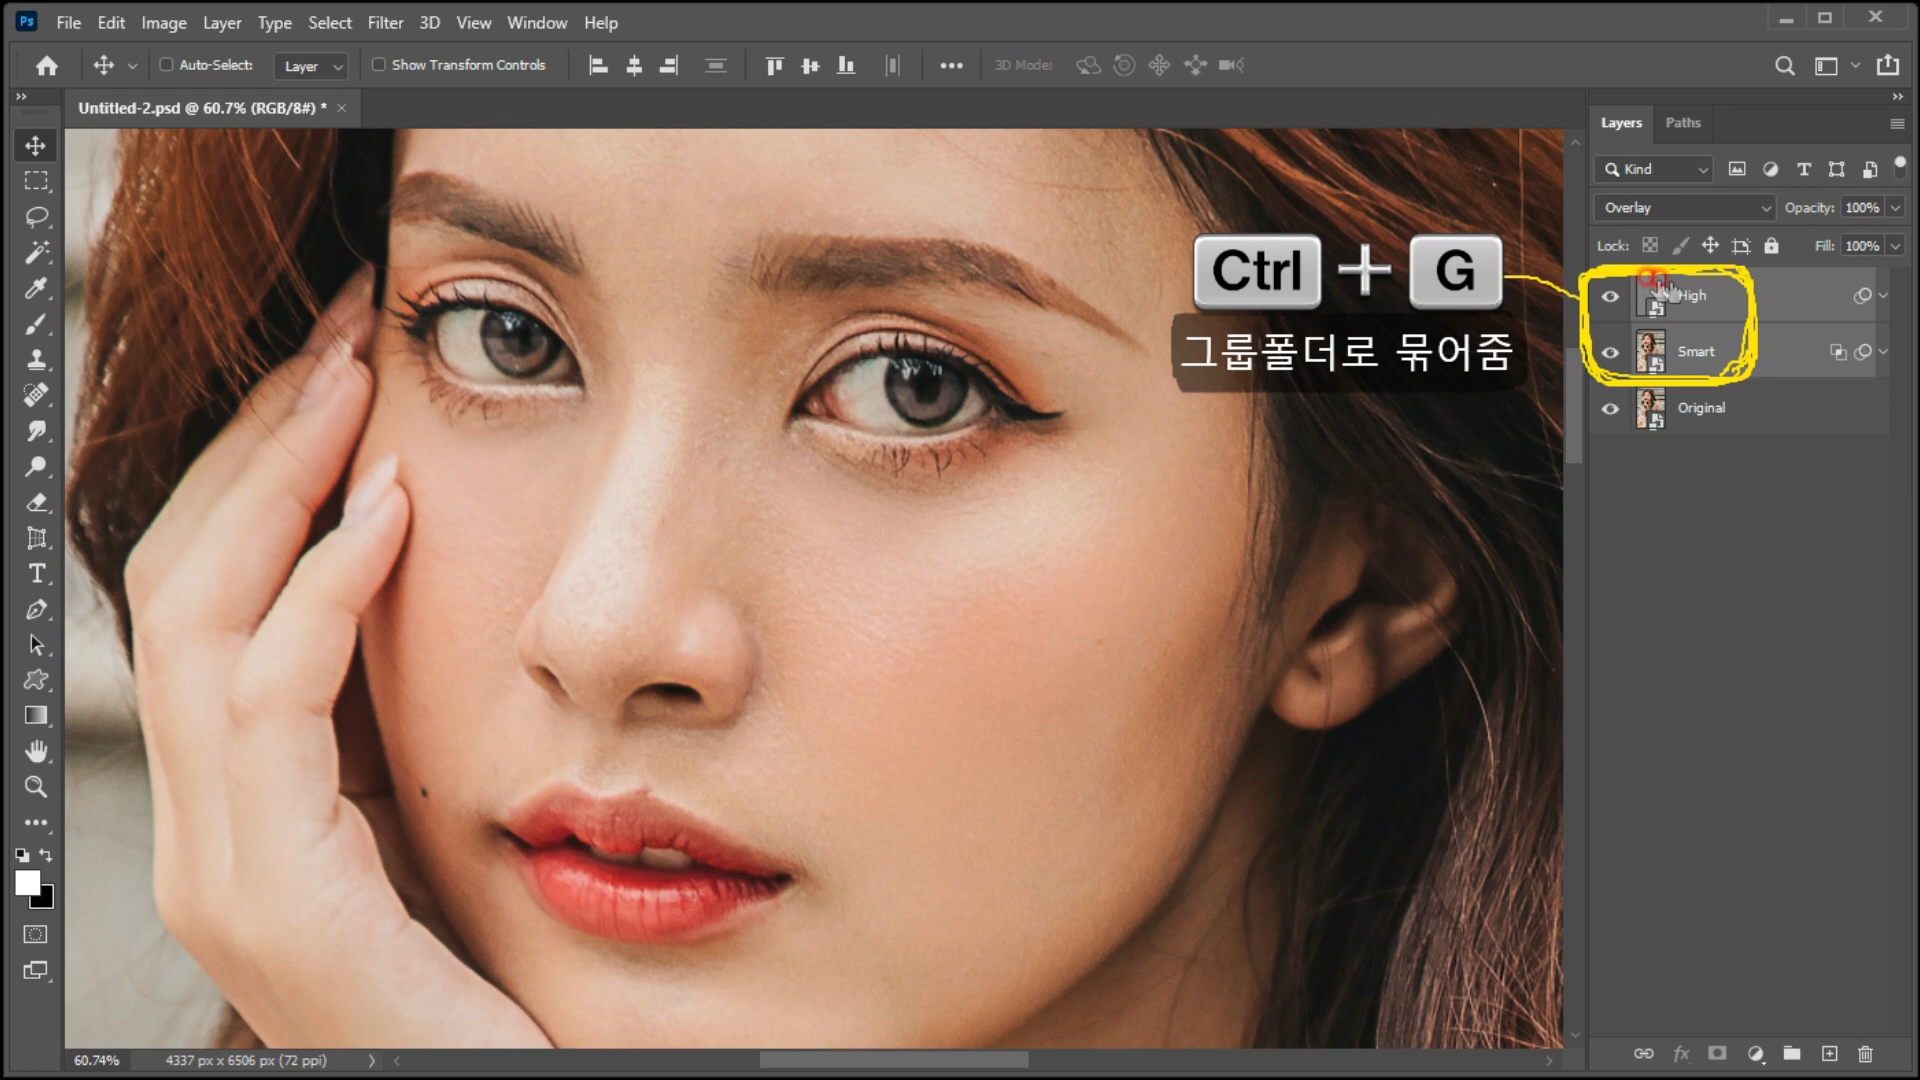 Ps File Edit Image Layer Type Select Filter 3D View Window Help
Auto-Select: Layer Show Transform Controls 3D Mode:
Untitled-2.psd @ 60.7% (RGB/8#) *
Layers Paths
Kind
Overlay Opacity: 100%
Lock: Fill: 100%
Ctrl + G
그룹폴더로 묶어줌
High
Smart
Original
60.74% 4337 px x 6506 px (72 ppi)